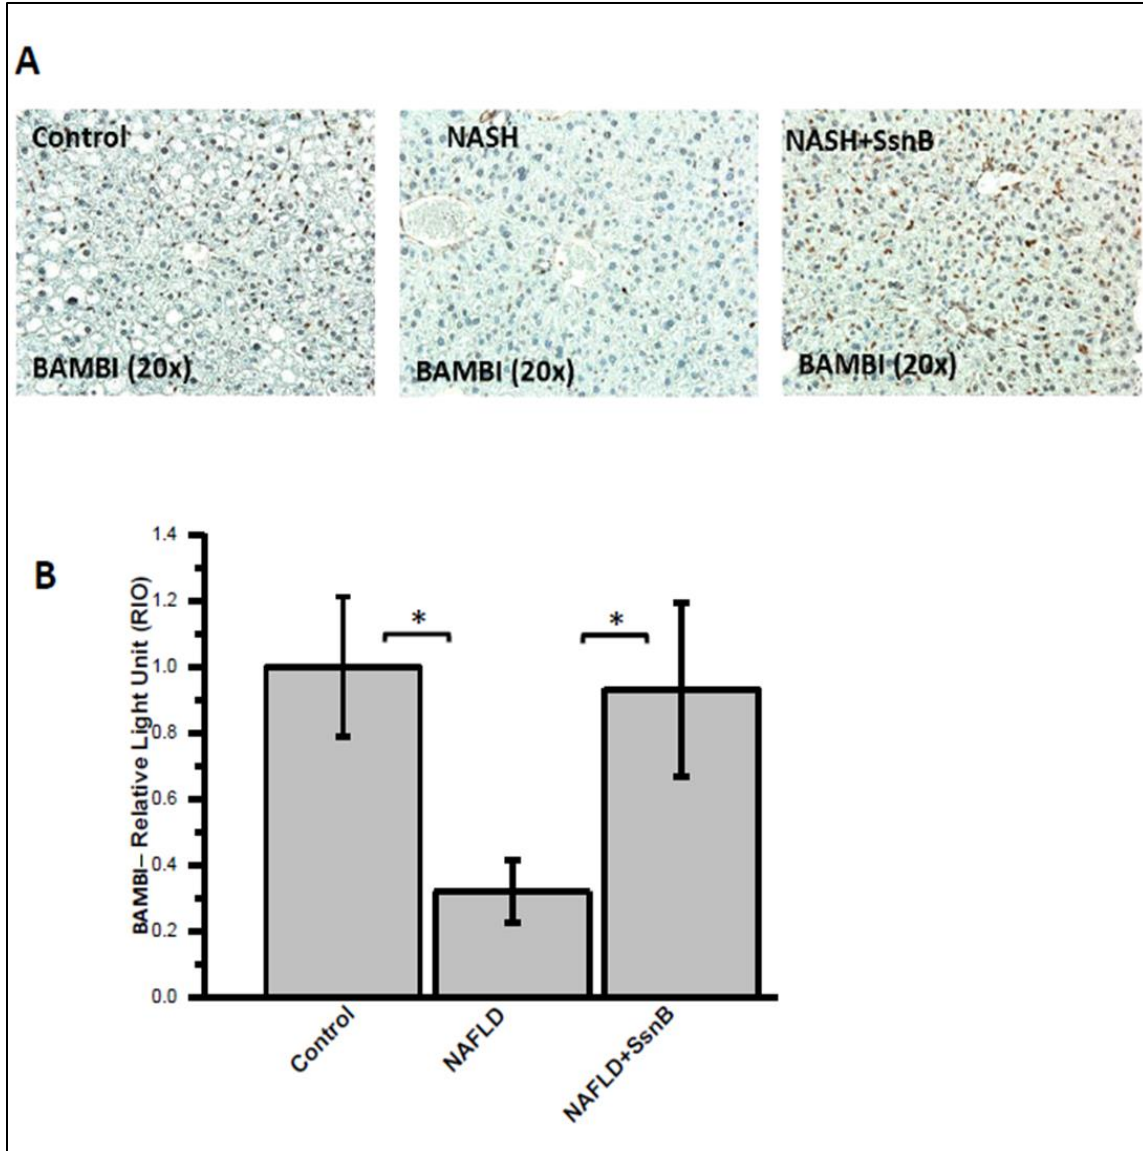 A
Control
NASH
NASH+SsnB
BAMBI (20x)
BAMBI (20x)
BAMBI (20x)
B
BAMBI– Relative Light Unit (RIO)
1.4
1.2
1.0
0.8
0.6
0.4
0.2
0.0
*
*
Control
NAFLD
NAFLD+SsnB